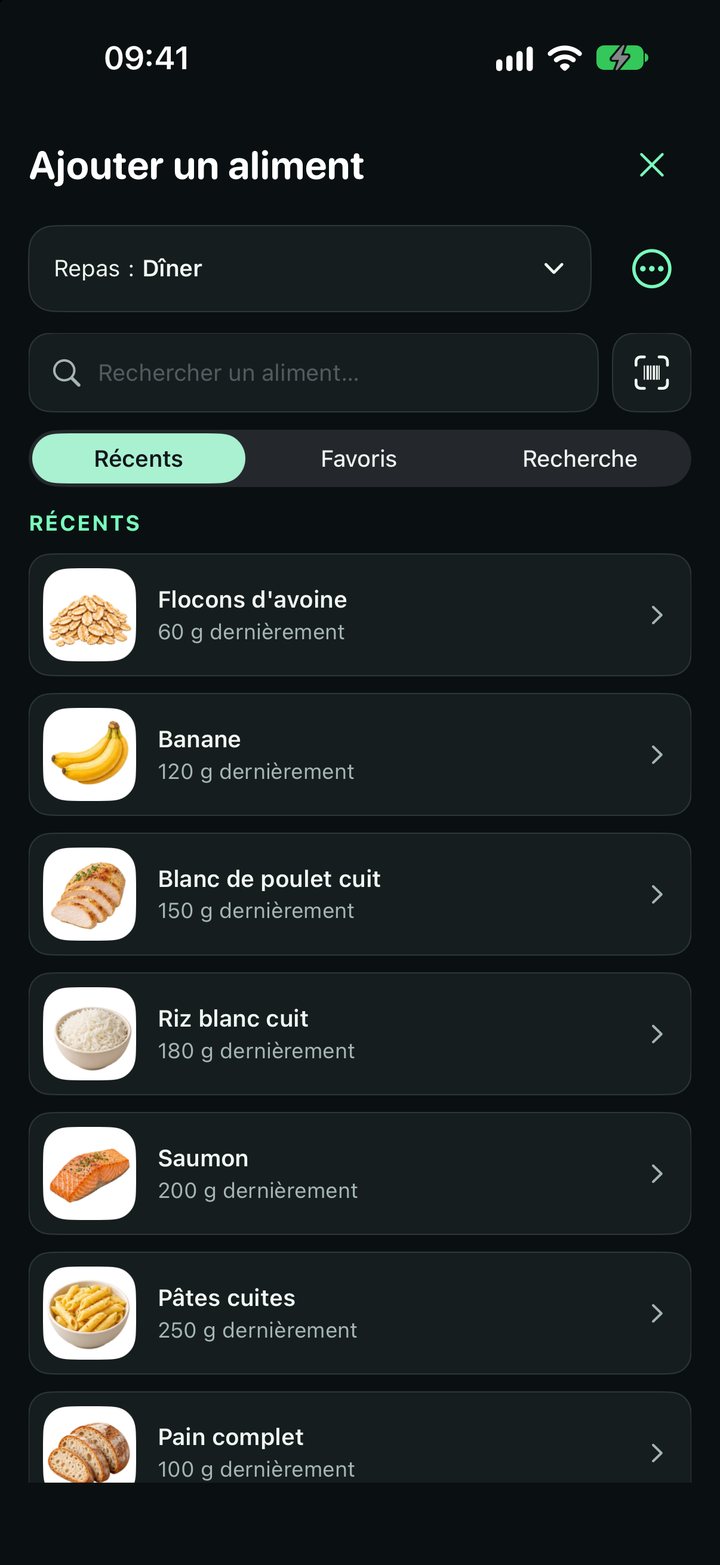 09:41
Ajouter un aliment
Repas : Dîner
Rechercher un aliment...
Récents
Favoris
Recherche
RÉCENTS
Flocons d'avoine
60 g dernièrement
Banane
120 g dernièrement
Blanc de poulet cuit
150 g dernièrement
Riz blanc cuit
180 g dernièrement
Saumon
200 g dernièrement
Pâtes cuites
250 g dernièrement
Pain complet
100 g dernièrement